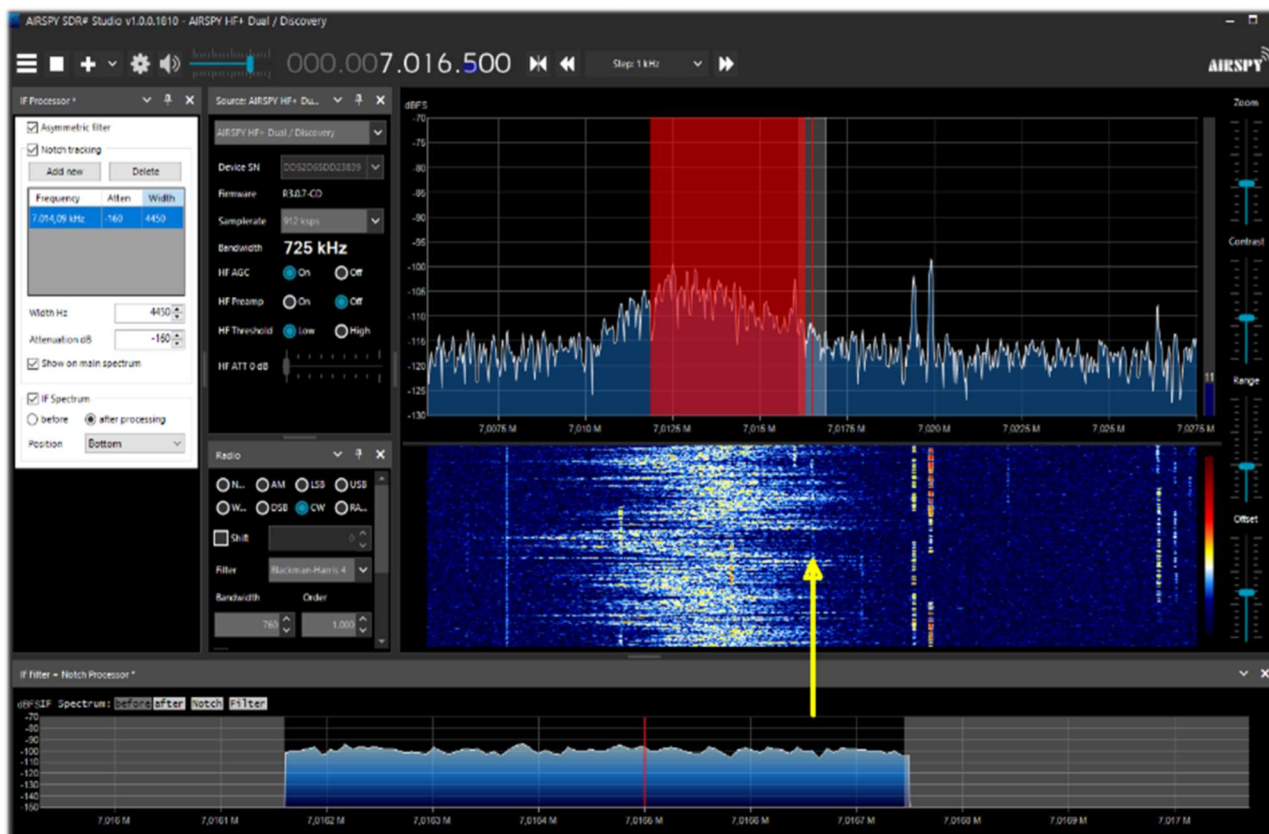 AIRSPY SDR# Studio v1.0.0.1810 - AIRSPY HF+ Dual / Discovery
000.007.016.500
Step: 1 kHz
AIRSPY
IF Processor *
Asymmetric filter
Notch tracking
Add new Delete
Frequency Atten Width
7.014,09 kHz -160 4450
Width Hz 4450
Attenuation dB -160
Show on main spectrum
IF Spectrum
before after processing
Position Bottom
Source: AIRSPY HF+ Du...
AIRSPY HF+ Dual / Discovery
Device SN
Firmware R3.0.7-CD
Samplerate 912 ksps
Bandwidth 725 kHz
HF AGC On Off
HF Preamp On Off
HF Threshold Low High
HF ATT 0 dB
Radio
N... AM LSB USB
W... DSB CW RA...
Shift 0
Filter Blackman-Harris 4
Bandwidth Order
760 1.000
dBFS
-70
-75
-80
-85
-90
-95
-100
-105
-110
-115
-120
-125
-130
7,0075 M 7,010 M 7,0125 M 7,015 M 7,0175 M 7,020 M 7,0225 M 7,025 M 7,0275 M
11
Zoom
Contrast
Range
Offset
IF Filter + Notch Processor *
dBFS IF Spectrum: before after Notch Filter
-70
-80
-90
-100
-110
-120
-130
-140
-150
7,016 M 7,0161 M 7,0162 M 7,0163 M 7,0164 M 7,0165 M 7,0166 M 7,0167 M 7,0168 M 7,0169 M 7,017 M